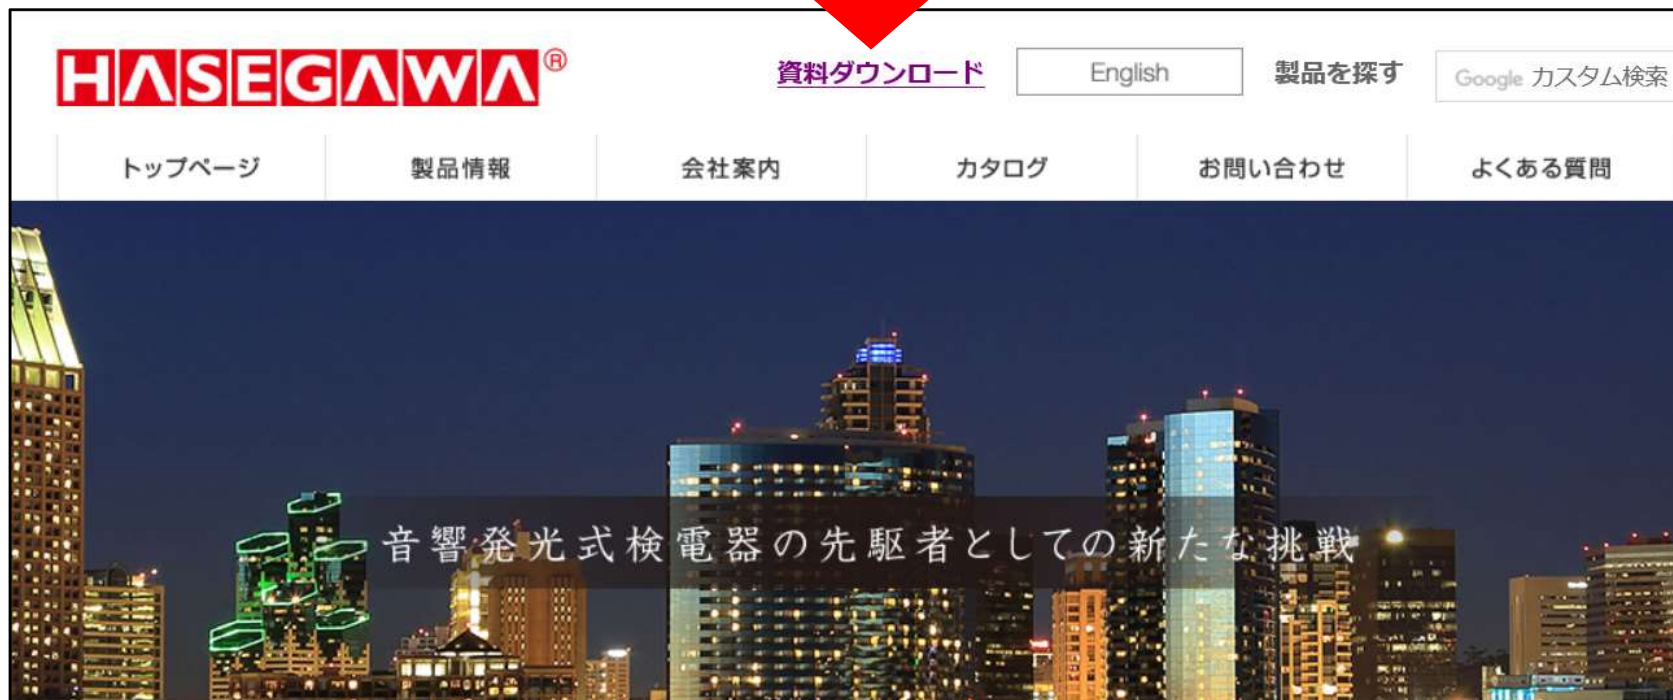 HASEGAWA®
資料ダウンロード
English
製品を探す
Google カスタム検索
トップページ
製品情報
会社案内
カタログ
お問い合わせ
よくある質問
音響発光式検電器の先駆者としての新たな挑戦